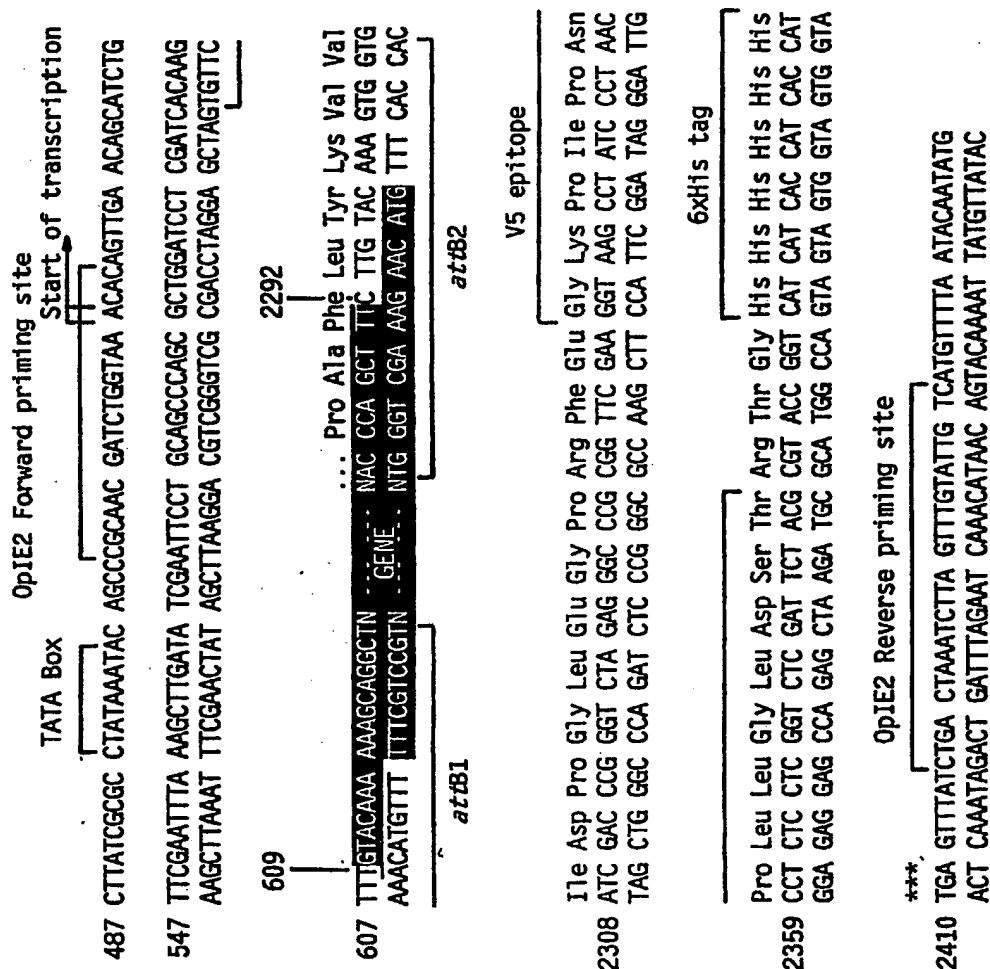 OpIE2 Forward priming site
TATA Box
Start of transcription
487 CTTATCGCGC CTATAAATAC AGCCCGCAAC GATCTGGTAA ACACAGTTGA ACAGCATCTG
547 TTCGAATTTA AAGCTTGATA TCGAATTCCT GCAGCCCAGC GCTGGATCCT CGATCACAAG
AAGCTTAAAT TTCGAACTAT AGCTTAAGGA CGTCGGGTCG CGACCTAGGA GCTAGTGTTC
609 2292
... Pro Ala Phe Leu Tyr Lys Val Val
607 TTTGTACAAA AAAGCAGGCTN ...... NAC CCA GCT TTC TTG TAC AAA GTG GTG
GENE
AAACATGTTT TTTCGTCCGTN ...... NTG GGT CGA AAG AAC ATG TTT CAC CAC
attB1 attB2
V5 epitope
Ile Asp Pro Gly Leu Glu Gly Pro Arg Phe Glu Gly Lys Pro Ile Pro Asn
2308 ATC GAC CCG GGT CTA GAG GGC CCG CGG TTC GAA GGT AAG CCT ATC CCT AAC
TAG CTG GGC CCA GAT CTC CCG GGC GCC AAG CTT CCA TTC GGA TAG GGA TTG
6xHis tag
Pro Leu Leu Gly Leu Asp Ser Thr Arg Thr Gly His His His His His His
2359 CCT CTC CTC GGT CTC GAT TCT ACG CGT ACC GGT CAT CAT CAC CAT CAC CAT
GGA GAG GAG CCA GAG CTA AGA TGC GCA TGG CCA GTA GTA GTG GTA GTG GTA
OpIE2 Reverse priming site
***
2410 TGA GTTTATCTGA CTAAATCTTA GTTTGTATTG TCATGTTTTA ATACAATATG
ACT CAAATAGACT GATTTAGAAT CAAACATAAC AGTACAAAAT TATGTTATAC